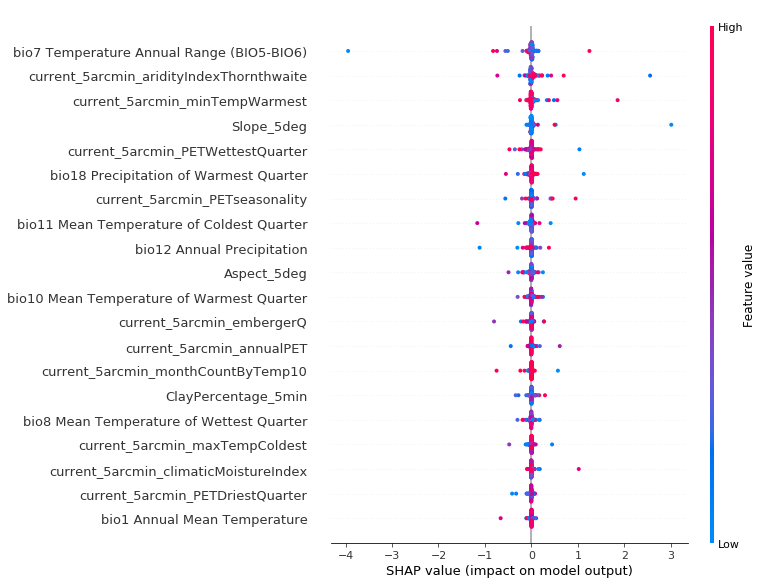 High
bio7 Temperature Annual Range (BIO5-BIO6)
current_5arcmin_aridityIndexThornthwaite
current_5arcmin_minTempWarmest
Slope_5deg
current_5arcmin_PETWettestQuarter
bio18 Precipitation of Warmest Quarter
current_5arcmin_PETseasonality
bio11 Mean Temperature of Coldest Quarter
bio12 Annual Precipitation
Aspect_5deg
bio10 Mean Temperature of Warmest Quarter
current_5arcmin_embergerQ
current_5arcmin_annualPET
current_5arcmin_monthCountByTemp10
ClayPercentage_5min
bio8 Mean Temperature of Wettest Quarter
current_5arcmin_maxTempColdest
current_5arcmin_climaticMoistureIndex
current_5arcmin_PETDriestQuarter
bio1 Annual Mean Temperature
Feature value
Low
−4 −3 −2 −1 0 1 2 3
SHAP value (impact on model output)